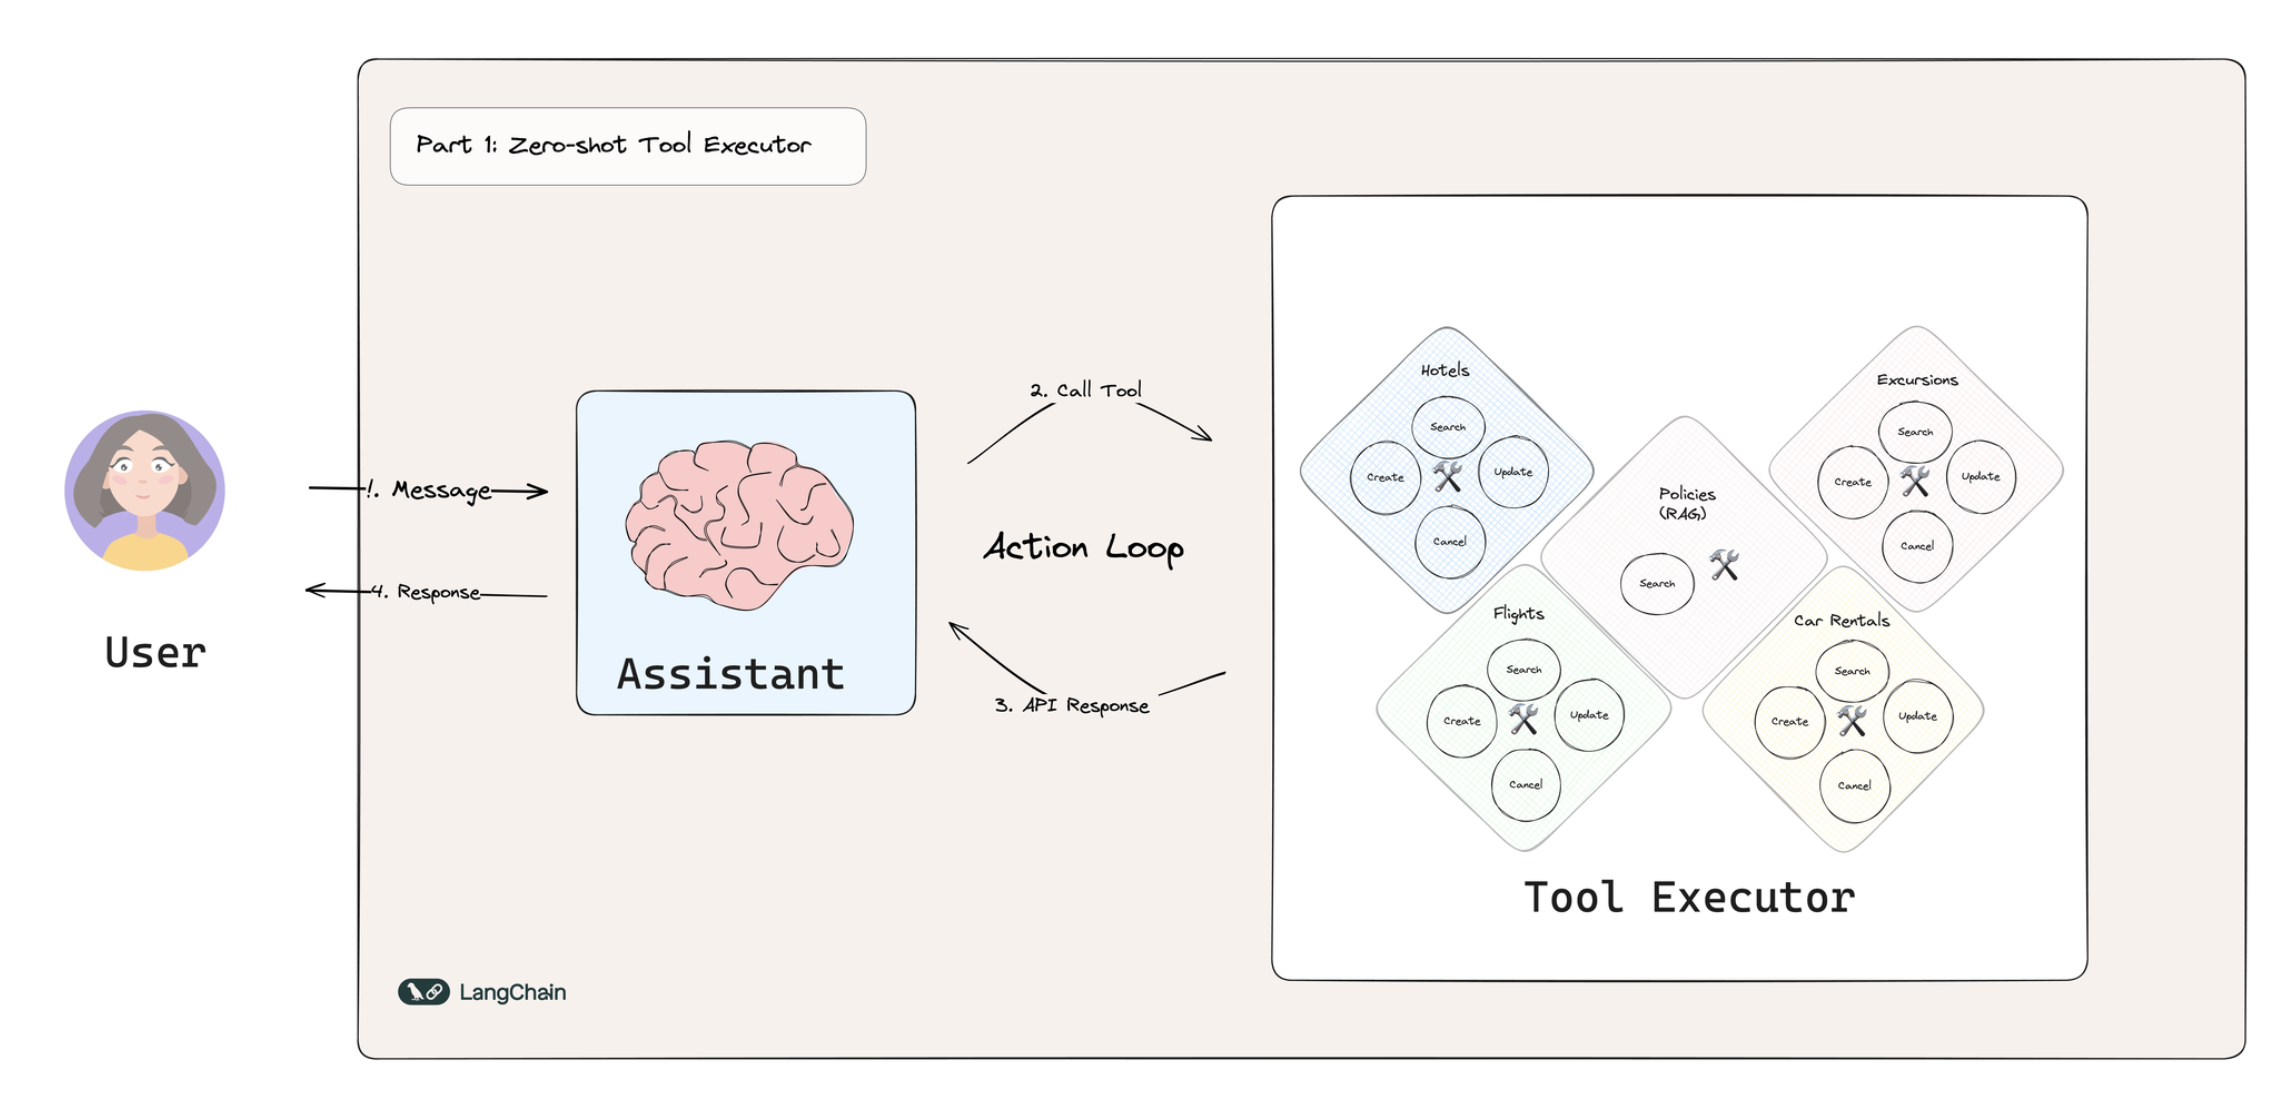 Part 1: Zero-shot Tool Executor
!. Message
4. Response
User
Assistant
2. Call Tool
Action Loop
3. API Response
Hotels
Search
Create
Update
Cancel
Excursions
Search
Create
Update
Cancel
Policies
(RAG)
Search
Flights
Search
Create
Update
Cancel
Car Rentals
Search
Create
Update
Cancel
Tool Executor
LangChain